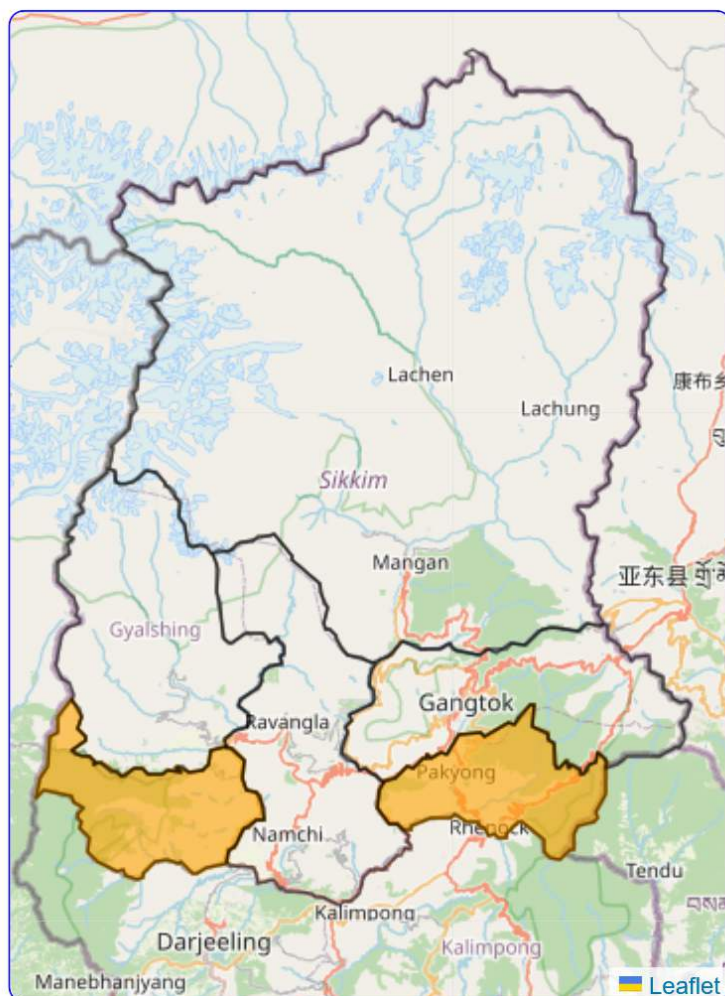 Lachen
康布乡
Lachung
Sikkim
Mangan
亚东县
Gyalshing
Gangtok
Ravangla
Pakyong
Namchi
Rhenock
Tendu
Kalimpong
Darjeeling
Kalimpong
Manebhanjyang
Leaflet